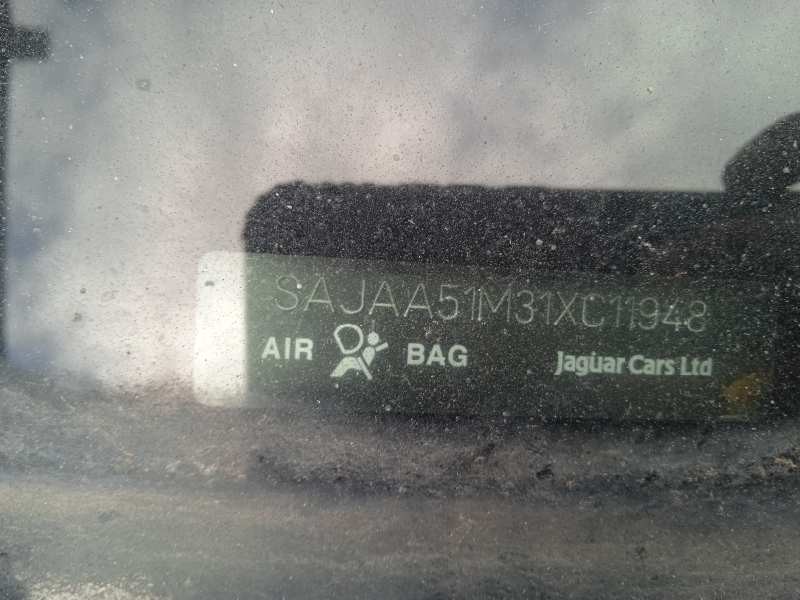 SAJAA51M31XC11948
AIR BAG Jaguar Cars Ltd